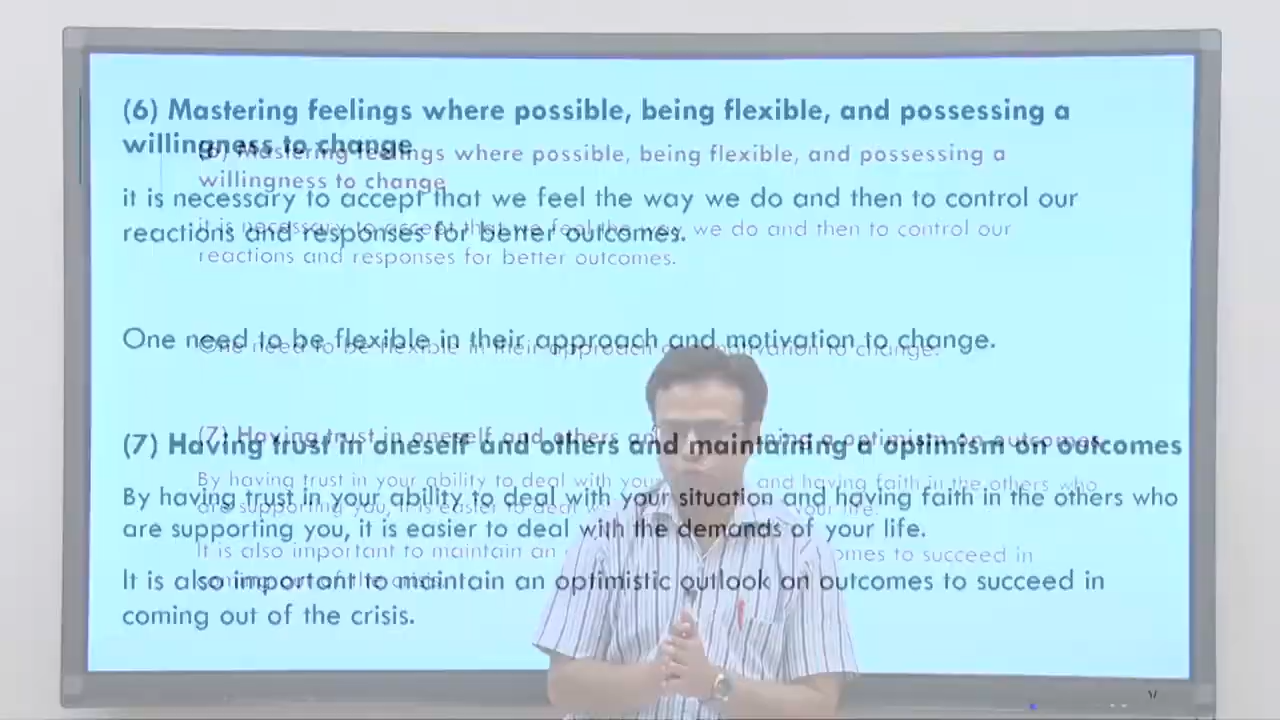 (6) Mastering feelings where possible, being flexible, and possessing a
willingness to change
it is necessary to accept that we feel the way we do and then to control our
reactions and responses for better outcomes.
One need to be flexible in their approach and motivation to change.
(7) Having trust in oneself and others and maintaining a optimism on outcomes
By having trust in your ability to deal with your situation and having faith in the others who
are supporting you, it is easier to deal with the demands of your life.
It is also important to maintain an optimistic outlook on outcomes to succeed in
coming out of the crisis.